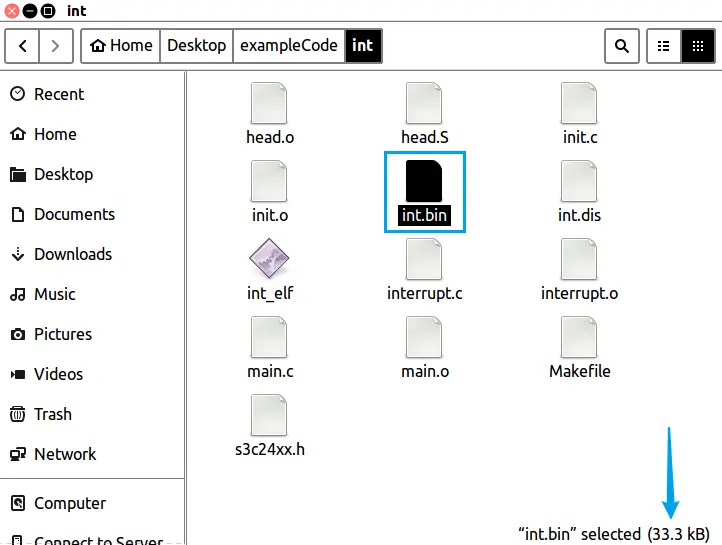 int
Home
Desktop
exampleCode
int
Recent
Home
Desktop
Documents
Downloads
Music
Pictures
Videos
Trash
Network
Computer
Connect to Server
head.o
head.S
init.c
init.o
int.bin
int.dis
int_elf
interrupt.c
interrupt.o
main.c
main.o
Makefile
s3c24xx.h
“int.bin” selected (33.3 kB)